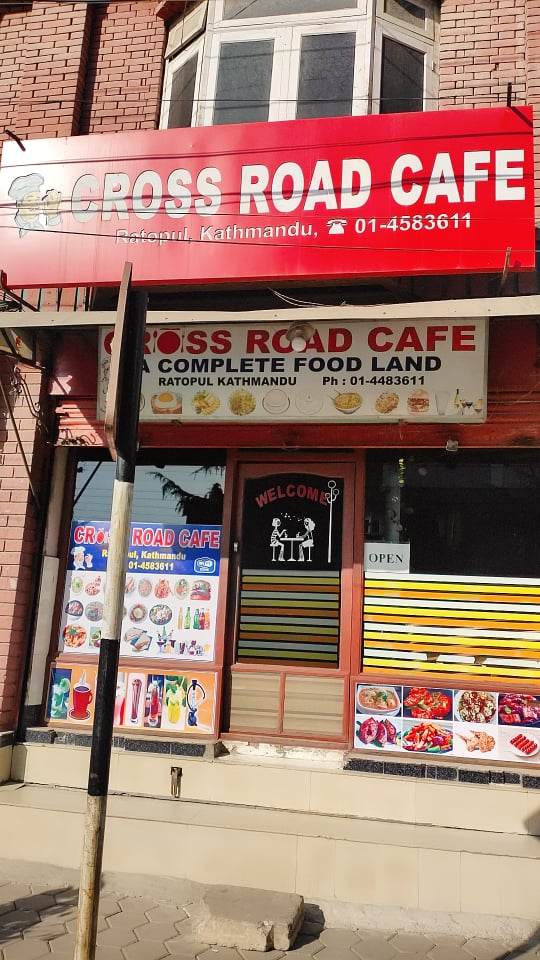 CROSS ROAD CAFE
Ratopul, Kathmandu, ☎ 01-4583611
CROSS ROAD CAFE
A COMPLETE FOOD LAND
RATOPUL KATHMANDU Ph : 01-4483611
WELCOME
CROSS ROAD CAFE
Ratopul, Kathmandu
01-4583611
OPEN